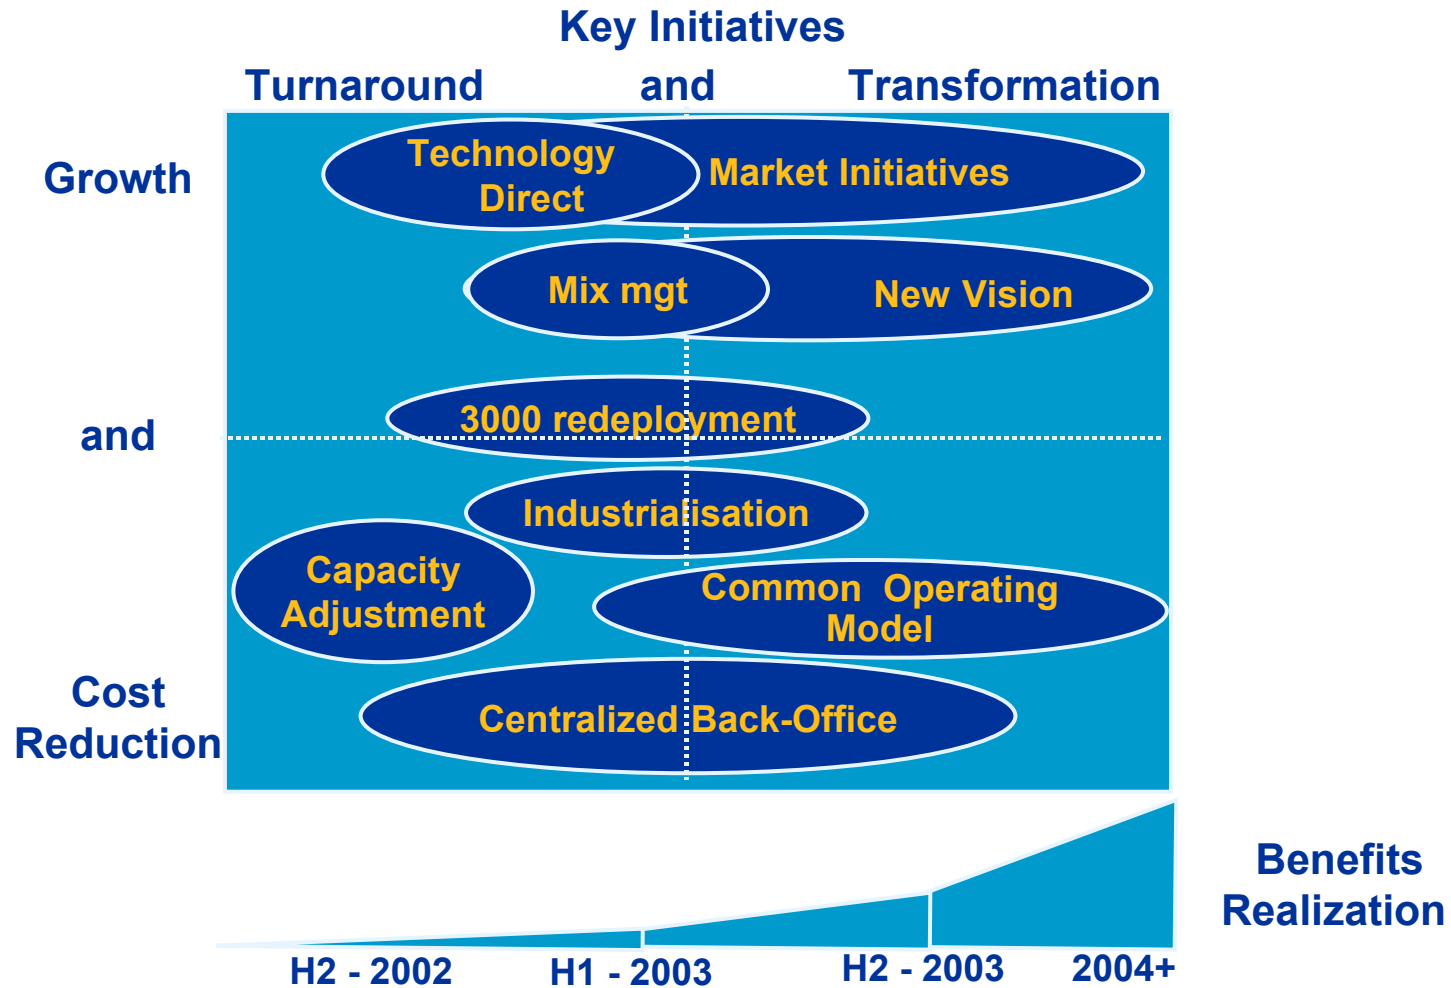 Key Initiatives
Turnaround and Transformation
Growth
Technology
Direct
Market Initiatives
Mix mgt
New Vision
and
3000 redeployment
Industrialisation
Capacity
Adjustment
Common Operating
Model
Cost
Reduction
Centralized Back-Office
Benefits
Realization
H2 - 2002
H1 - 2003
H2 - 2003
2004+